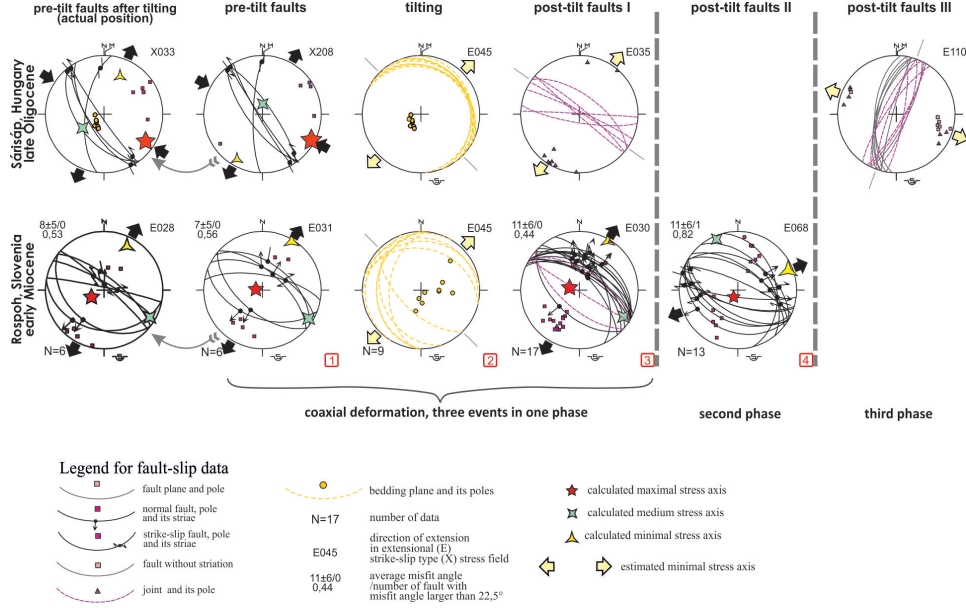 pre-tilt faults after tilting
(actual position)
pre-tilt faults
tilting
post-tilt faults I
post-tilt faults II
post-tilt faults III
Sárisáp, Hungary
late Oligocene
N M
X033
N M
X208
N
E045
N M
E035
N
E110
Rospoh, Slovenia
early Miocene
8±5/0
0,53
N
E028
N=6
7±5/0
0,56
N
E031
N=6
1
N
E045
N=9
2
11±6/0
0,44
N
E030
N=17
3
11±6/1
0,82
N
E068
N=13
4
coaxial deformation, three events in one phase
second phase
third phase
Legend for fault-slip data
fault plane and pole
normal fault, pole
and its striae
strike-slip fault, pole
and its striae
fault without striation
joint and its pole
bedding plane and its poles
N=17
number of data
E045
direction of extension
in extensional (E)
strike-slip type (X) stress field
11±6/0
0,44
average misfit angle
/number of fault with
misfit angle larger than 22,5°
calculated maximal stress axis
calculated medium stress axis
calculated minimal stress axis
estimated minimal stress axis